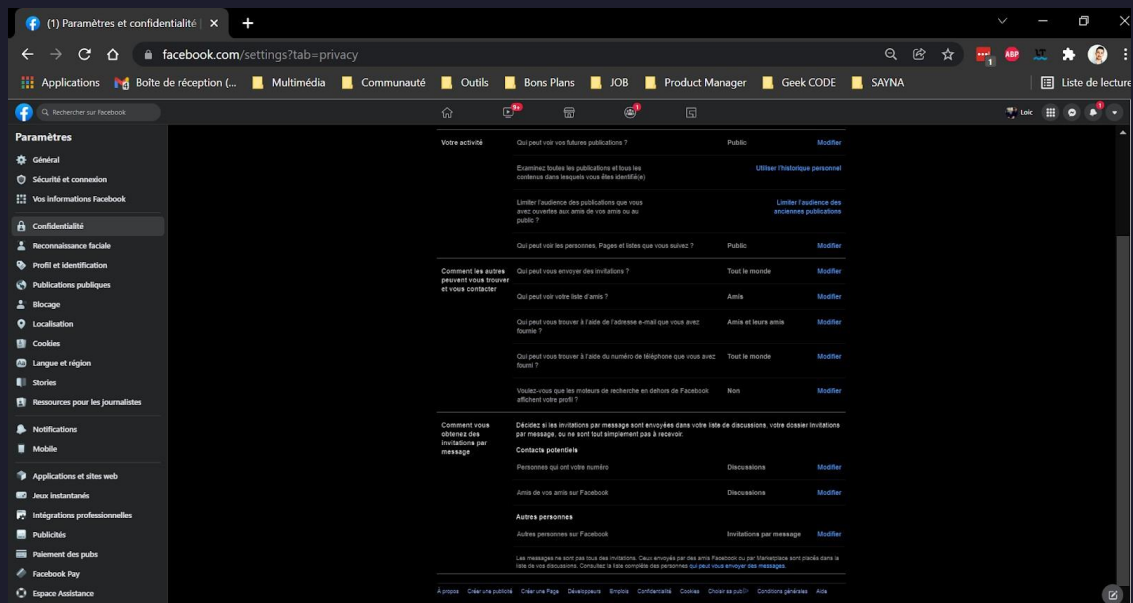 (1) Paramètres et confidentialité
facebook.com/settings?tab=privacy
1
ABP
LT
Applications
Boîte de réception (...
Multimédia
Communauté
Outils
Bons Plans
JOB
Product Manager
Geek CODE
SAYNA
Liste de lecture
Rechercher sur Facebook
9+
1
Loic
1
Paramètres
Général
Sécurité et connexion
Vos informations Facebook
Confidentialité
Reconnaissance faciale
Profil et identification
Publications publiques
Blocage
Localisation
Cookies
Langue et région
Stories
Ressources pour les journalistes
Notifications
Mobile
Applications et sites web
Jeux instantanés
Intégrations professionnelles
Publicités
Paiement des pubs
Facebook Pay
Espace Assistance
Votre activité
Qui peut voir vos futures publications ?
Public
Modifier
Examinez toutes les publications et tous les
contenus dans lesquels vous êtes identifié(e)
Utiliser l'historique personnel
Limiter l'audience des publications que vous
avez ouvertes aux amis de vos amis ou au
public ?
Limiter l'audience des
anciennes publications
Qui peut voir les personnes, Pages et listes que vous suivez ?
Public
Modifier
Comment les autres
peuvent vous trouver
et vous contacter
Qui peut vous envoyer des invitations ?
Tout le monde
Modifier
Qui peut voir votre liste d'amis ?
Amis
Modifier
Qui peut vous trouver à l'aide de l'adresse e-mail que vous avez
fournie ?
Amis et leurs amis
Modifier
Qui peut vous trouver à l'aide du numéro de téléphone que vous avez
fourni ?
Tout le monde
Modifier
Voulez-vous que les moteurs de recherche en dehors de Facebook
affichent votre profil ?
Non
Modifier
Comment vous
obtenez des
invitations par
message
Décidez si les invitations par message sont envoyées dans votre liste de discussions, votre dossier Invitations
par message, ou ne sont tout simplement pas à recevoir.
Contacts potentiels
Personnes qui ont votre numéro
Discussions
Modifier
Amis de vos amis sur Facebook
Discussions
Modifier
Autres personnes
Autres personnes sur Facebook
Invitations par message
Modifier
Les messages ne sont pas tous des invitations. Ceux envoyés par des amis Facebook ou par Marketplace sont placés dans la
liste de vos discussions. Consultez la liste complète des personnes qui peut vous envoyer des messages.
À propos
Créer une publicité
Créer une Page
Développeurs
Emplois
Confidentialité
Cookies
Choisir sa pub
Conditions générales
Aide